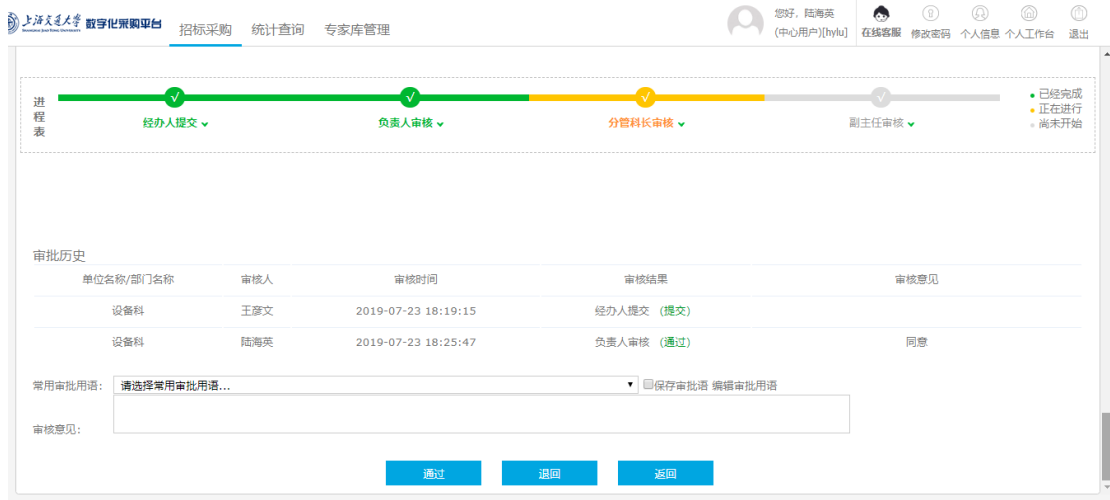 上海交通大学 数字化采购平台 招标采购 统计查询 专家库管理
您好，陆海英
(中心用户)[hylu]
在线客服 修改密码 个人信息 个人工作台 退出
进程表
经办人提交 负责人审核 分管科长审核 副主任审核
已经完成
正在进行
尚未开始
审批历史
单位名称/部门名称 审核人 审核时间 审核结果 审核意见
设备科 王彦文 2019-07-23 18:19:15 经办人提交 (提交)
设备科 陆海英 2019-07-23 18:25:47 负责人审核 (通过) 同意
常用审批用语： 请选择常用审批用语... 保存审批语 编辑审批用语
审核意见：
通过 退回 返回